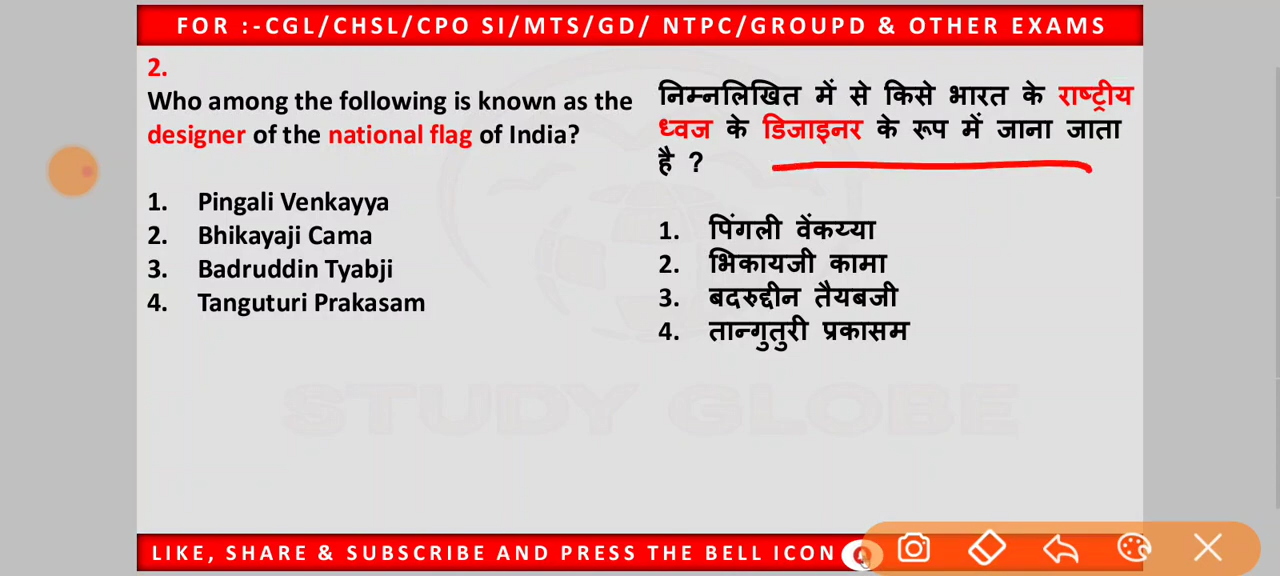 FOR :-CGL/CHSL/CPO SI/MTS/GD/ NTPC/GROUPD & OTHER EXAMS
2.
Who among the following is known as the
designer of the national flag of India?
1. Pingali Venkayya
2. Bhikayaji Cama
3. Badruddin Tyabji
4. Tanguturi Prakasam
निम्नलिखित में से किसे भारत के राष्ट्रीय
ध्वज के डिजाइनर के रूप में जाना जाता
है ?
1. पिंगली वेंकय्या
2. भिकायजी कामा
3. बदरुद्दीन तैयबजी
4. तान्गुतुरी प्रकासम
STUDY GLOBE
LIKE, SHARE & SUBSCRIBE AND PRESS THE BELL ICON